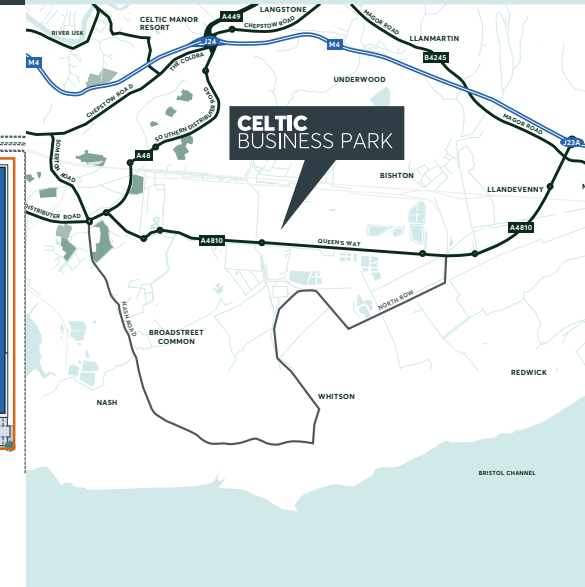 LANGSTONE
A449
CELTIC MANOR
RESORT
CHEPSTOW ROAD
MAGOR ROAD
RIVER USK
J24
M4
LLANMARTIN
M4
THE COLDRA
B4245
UNDERWOOD
CHEPSTOW ROAD
SOUTHERN DISTRIBUTER ROAD
CELTIC
BUSINESS PARK
MAGOR ROAD
J23A
A48
SOMERTON ROAD
BISHTON
LLANDEVENNY
DISTRIBUTER ROAD
A4810
A4810
QUEEN'S WAY
NORTH ROW
NASH ROAD
BROADSTREET
COMMON
REDWICK
WHITSON
NASH
BRISTOL CHANNEL